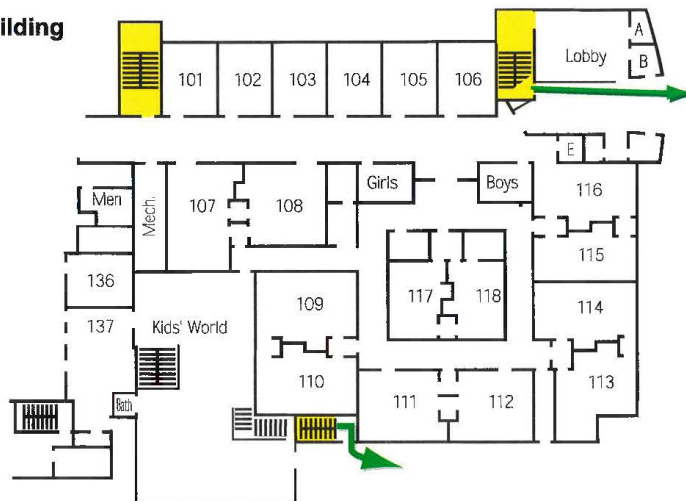 ilding
A
Lobby
B
101 102 103 104 105 106
E
Men
Mech.
107
108
Girls
Boys
116
115
136
117
118
109
114
137
Kids' World
110
113
111
112
Bath